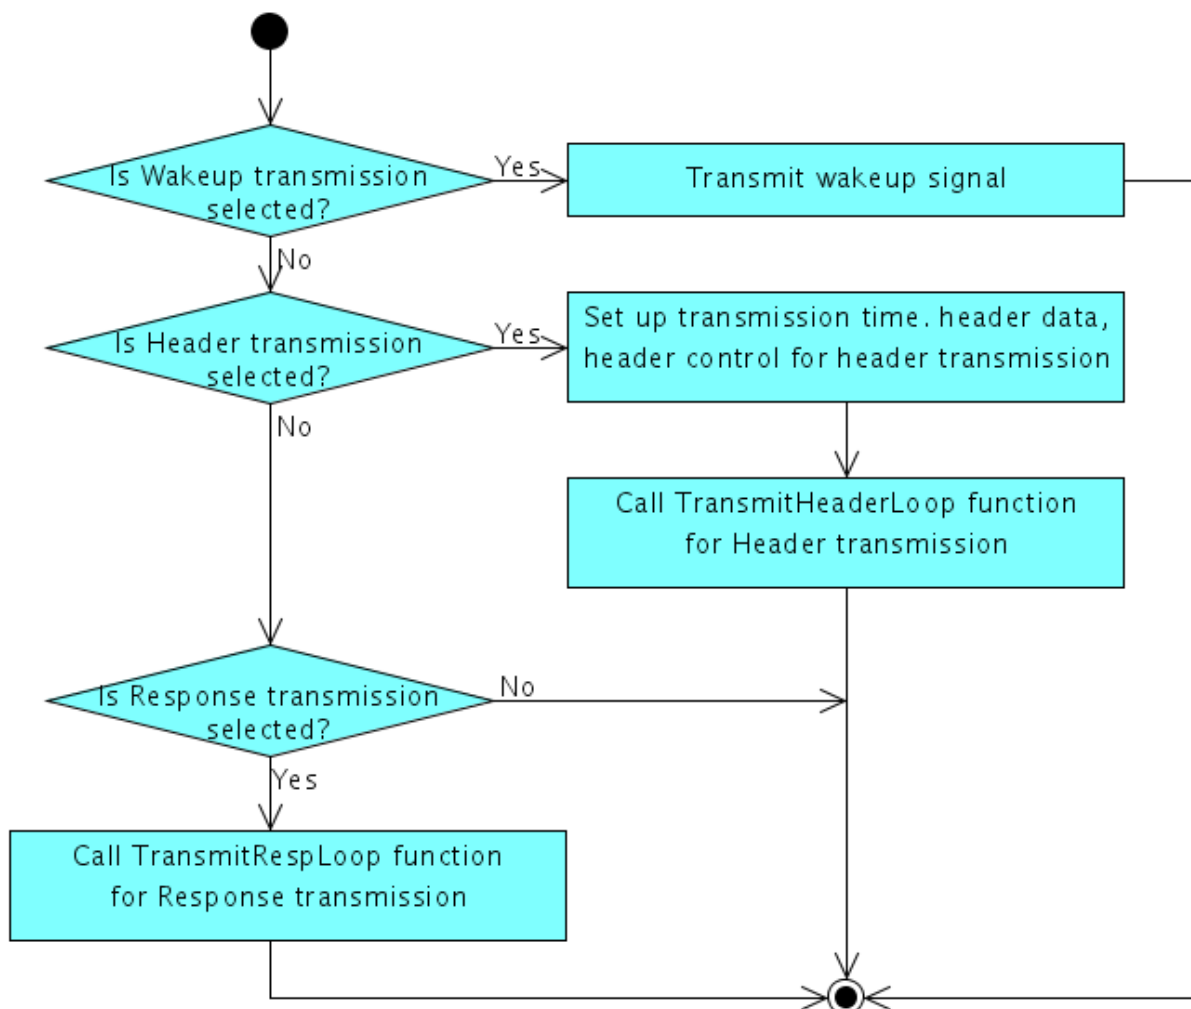 Is Wakeup transmission
selected?
Yes
Transmit wakeup signal
No
Is Header transmission
selected?
Yes
Set up transmission time. header data,
header control for header transmission
No
Call TransmitHeaderLoop function
for Header transmission
Is Response transmission
selected?
No
Yes
Call TransmitRespLoop function
for Response transmission